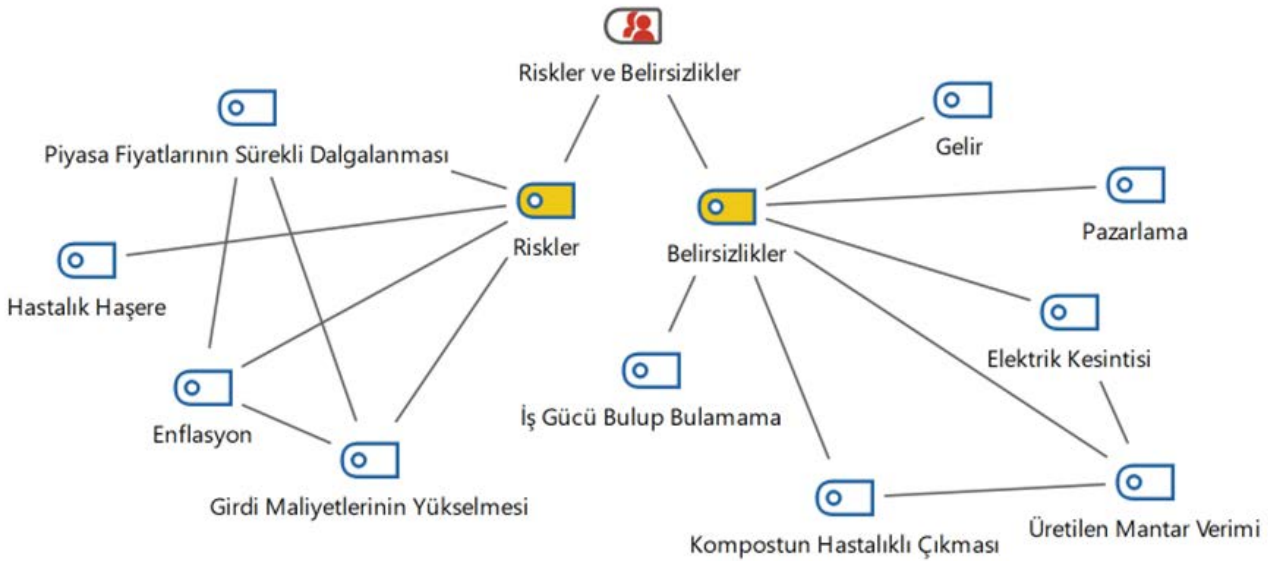 Riskler ve Belirsizlikler
Piyasa Fiyatlarının Sürekli Dalgalanması
Gelir
Pazarlama
Riskler
Belirsizlikler
Hastalık Haşere
Elektrik Kesintisi
İş Gücü Bulup Bulamama
Enflasyon
Girdi Maliyetlerinin Yükselmesi
Üretilen Mantar Verimi
Kompostun Hastalıklı Çıkması